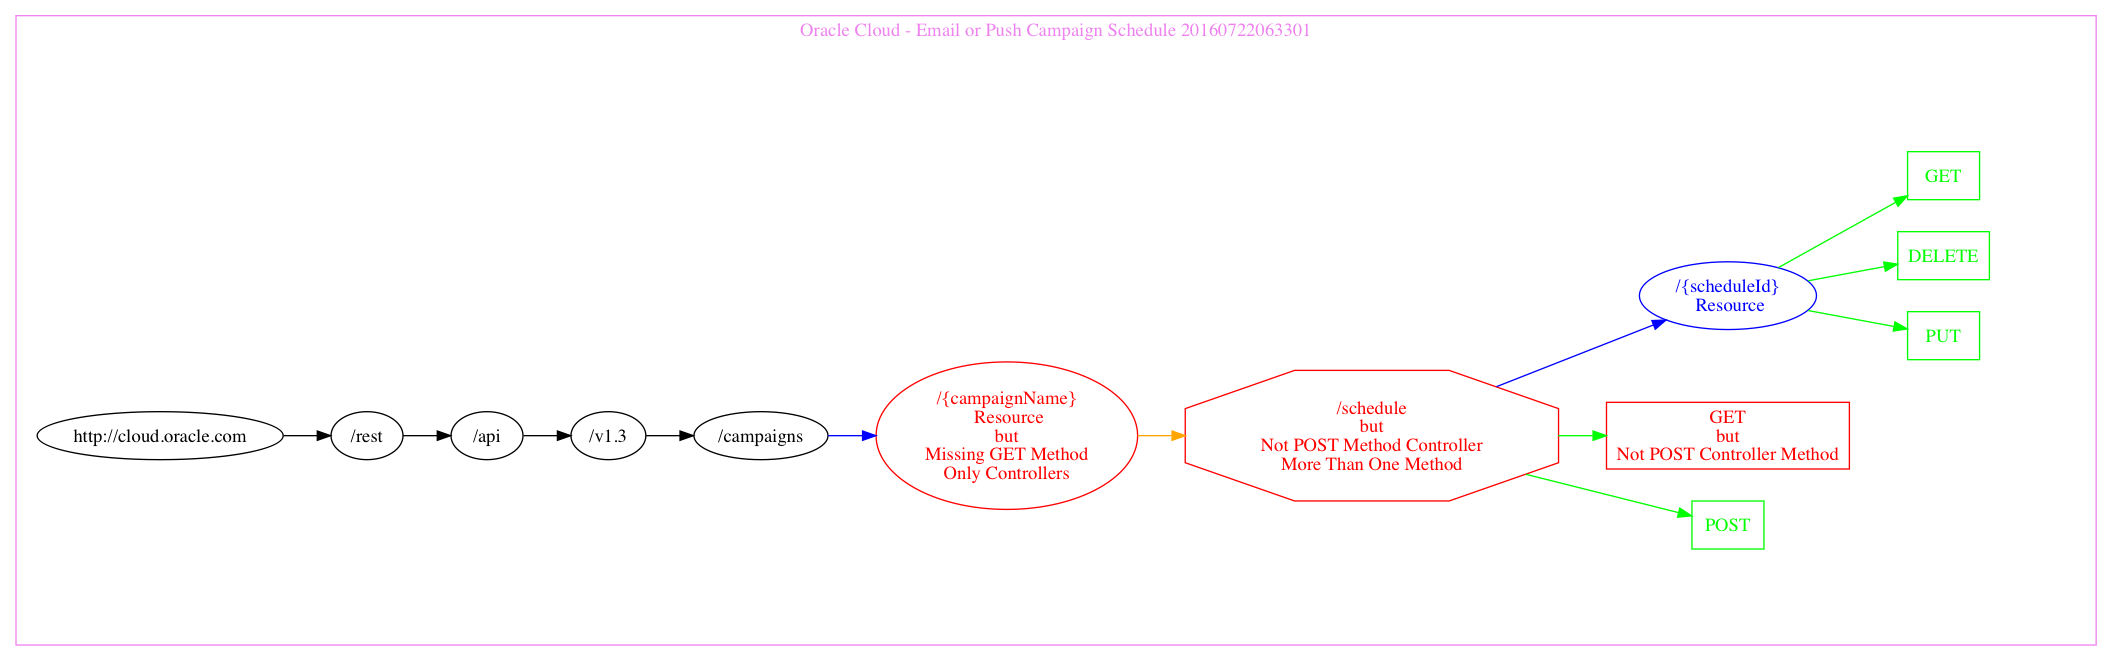 Oracle Cloud - Email or Push Campaign Schedule 20160722063301
http://cloud.oracle.com
/rest
/api
/v1.3
/campaigns
/{campaignName}
Resource
but
Missing GET Method
Only Controllers
/schedule
but
Not POST Method Controller
More Than One Method
/{scheduleId}
Resource
GET
DELETE
PUT
GET
but
Not POST Controller Method
POST